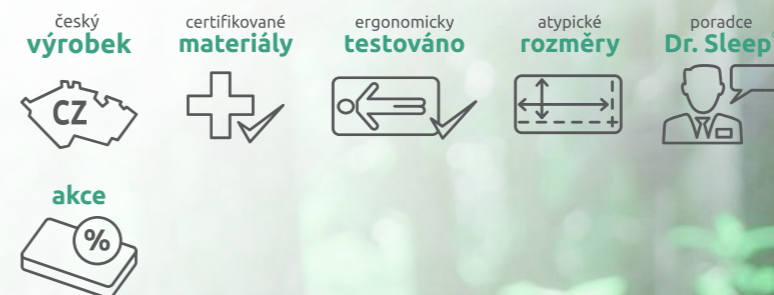 český
výrobek
CZ
certifikované
materiály
ergonomicky
testováno
atypické
rozměry
poradce
Dr. Sleep
akce
%